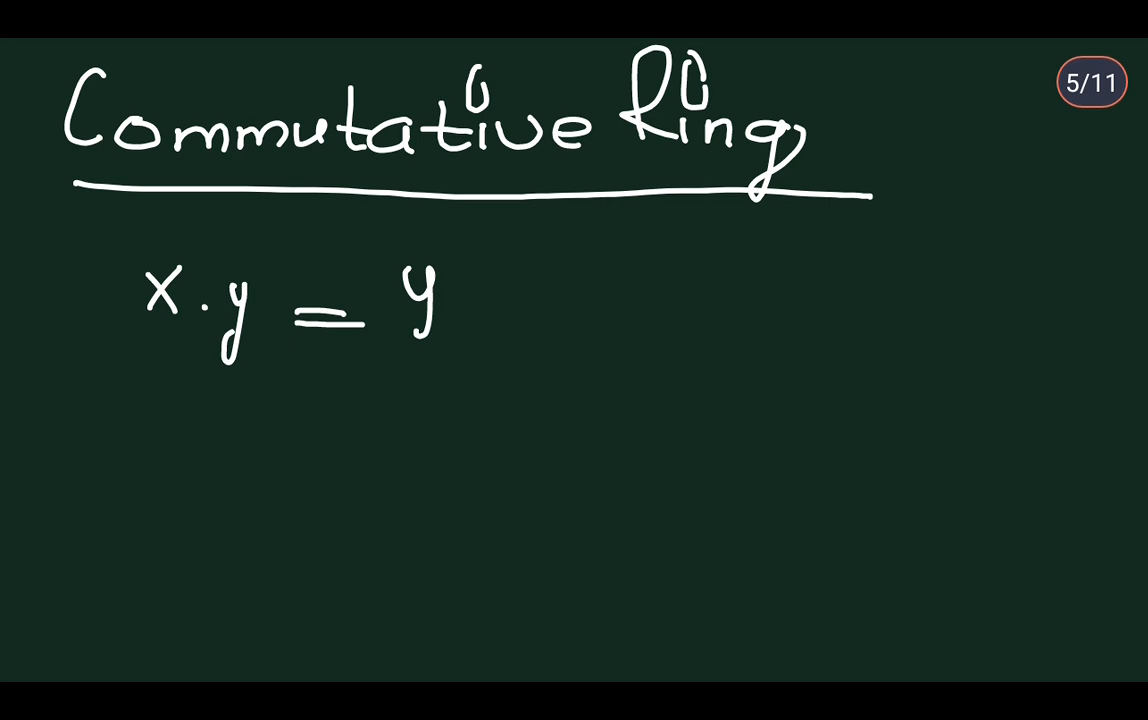 Commutative Ring
5/11
x . y = y